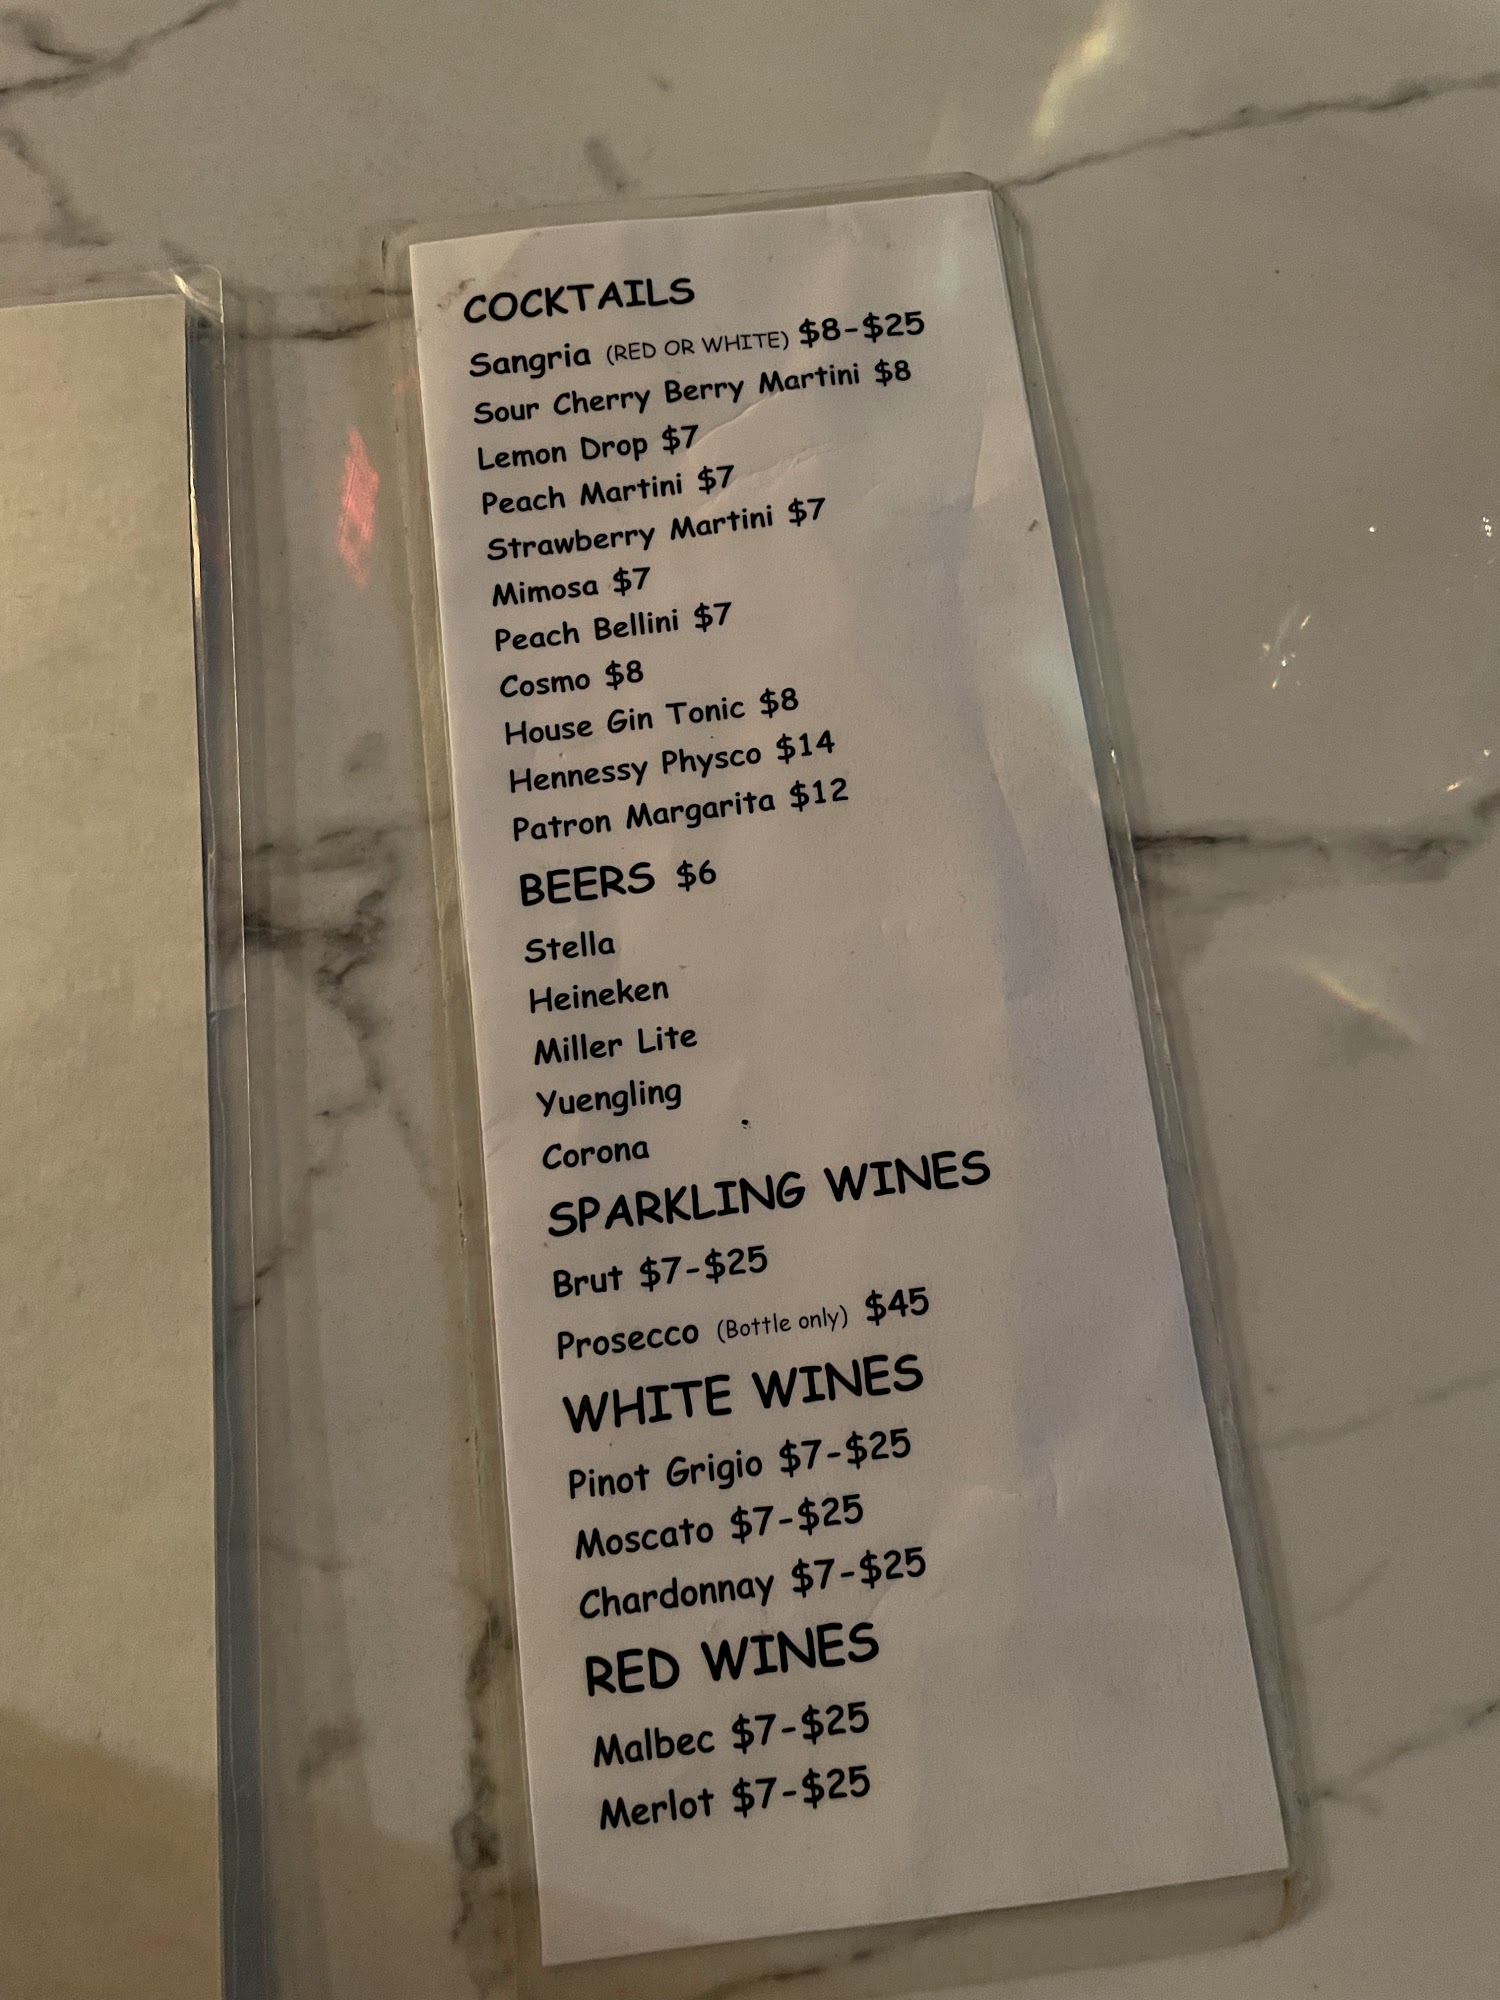 COCKTAILS
Sangria (RED OR WHITE) $8-$25
Sour Cherry Berry Martini $8
Lemon Drop $7
Peach Martini $7
Strawberry Martini $7
Mimosa $7
Peach Bellini $7
Cosmo $8
House Gin Tonic $8
Hennessy Physco $14
Patron Margarita $12
BEERS $6
Stella
Heineken
Miller Lite
Yuengling
Corona
SPARKLING WINES
Brut $7-$25
Prosecco (Bottle only) $45
WHITE WINES
Pinot Grigio $7-$25
Moscato $7-$25
Chardonnay $7-$25
RED WINES
Malbec $7-$25
Merlot $7-$25